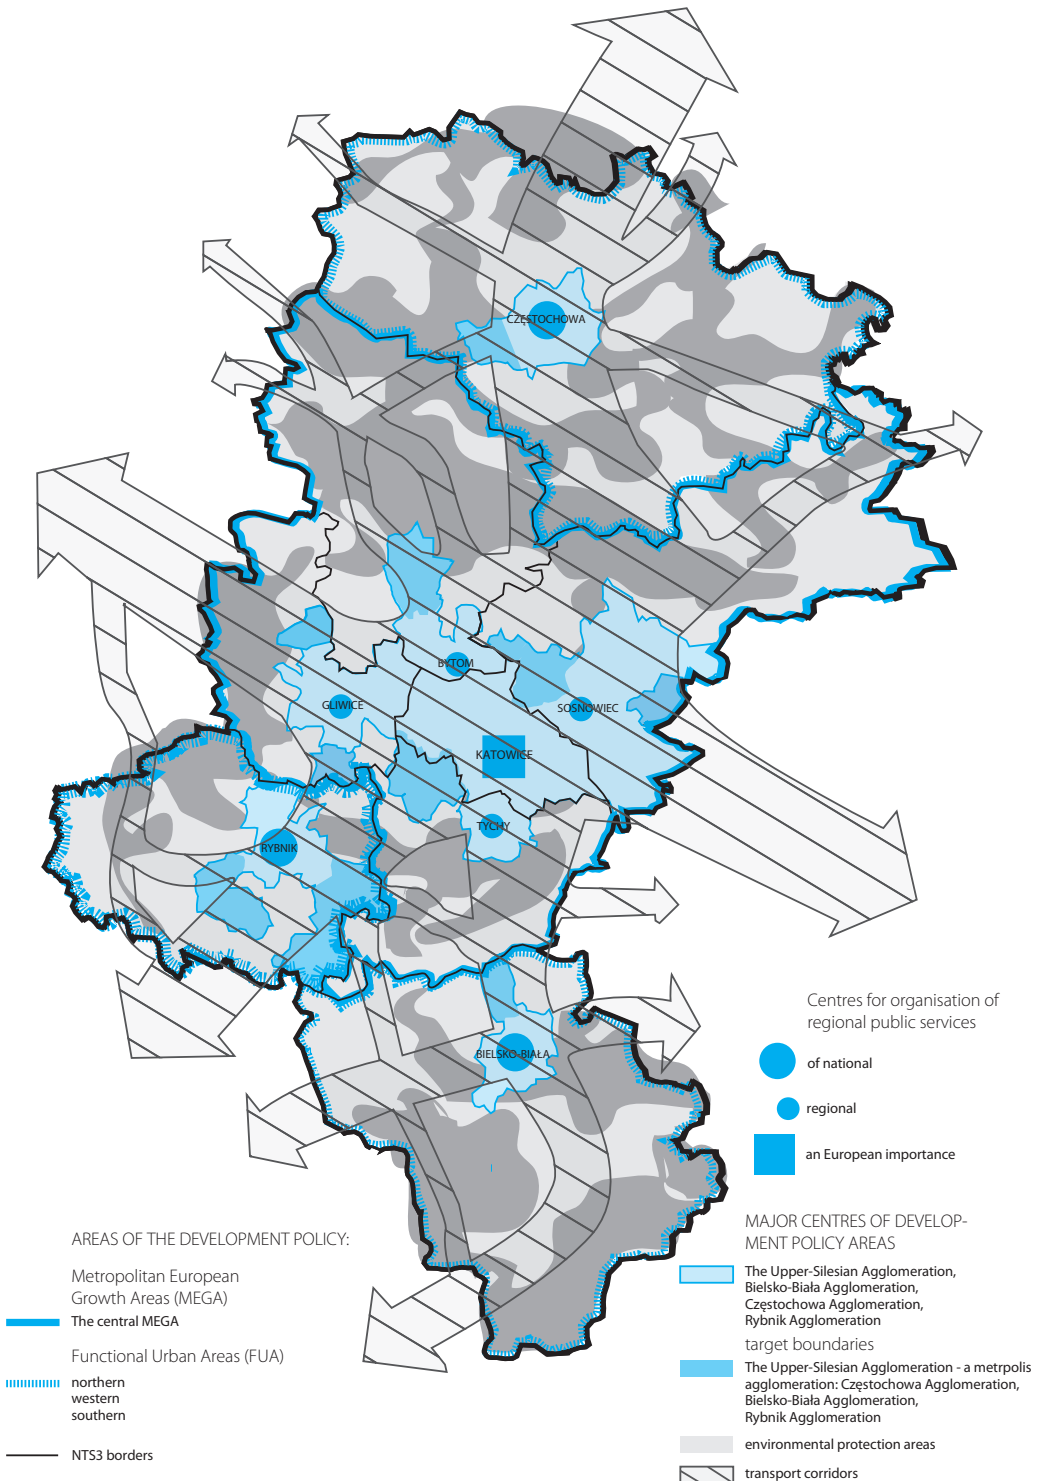 CZĘSTOCHOWA
BYTOM
GLIWICE
SOSNOWIEC
KATOWICE
TYCHY
RYBNIK
BIELSKO-BIAŁA
Centres for organisation of
regional public services
of national
regional
an European importance
AREAS OF THE DEVELOPMENT POLICY:
Metropolitan European
Growth Areas (MEGA)
The central MEGA
Functional Urban Areas (FUA)
northern
western
southern
NTS3 borders
MAJOR CENTRES OF DEVELOP-
MENT POLICY AREAS
The Upper-Silesian Agglomeration,
Bielsko-Biała Agglomeration,
Częstochowa Agglomeration,
Rybnik Agglomeration
target boundaries
The Upper-Silesian Agglomeration - a metrpolis
agglomeration: Częstochowa Agglomeration,
Bielsko-Biała Agglomeration,
Rybnik Agglomeration
environmental protection areas
transport corridors